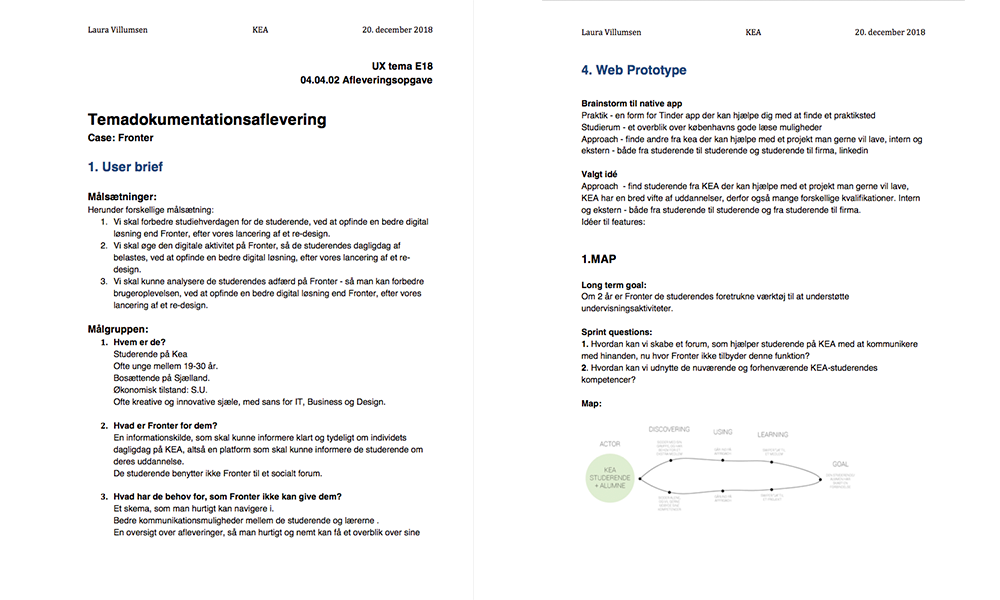 Laura Villumsen KEA 20. december 2018
UX tema E18
04.04.02 Afleveringsopgave
Temadokumentationsaflevering
Case: Fronter
1. User brief
Målsætninger:
Herunder forskellige målsætning:
1. Vi skal forbedre studiehverdagen for de studerende, ved at opfinde en bedre digital
løsning end Fronter, efter vores lancering af et re-design.
2. Vi skal øge den digitale aktivitet på Fronter, så de studerendes dagligdag af
belastes, ved at opfinde en bedre digital løsning, efter vores lancering af et re-
design.
3. Vi skal kunne analysere de studerendes adfærd på Fronter - så man kan forbedre
brugeroplevelsen, ved at opfinde en bedre digital løsning end Fronter, efter vores
lancering af et re-design.
Målgruppen:
1. Hvem er de?
Studerende på Kea
Ofte unge mellem 19-30 år.
Bosættende på Sjælland.
Økonomisk tilstand: S.U.
Ofte kreative og innovative sjæle, med sans for IT, Business og Design.
2. Hvad er Fronter for dem?
En informationskilde, som skal kunne informere klart og tydeligt om individets
dagligdag på KEA, altså en platform som skal kunne informere de studerende om
deres uddannelse.
De studerende benytter ikke Fronter til et socialt forum.
3. Hvad har de behov for, som Fronter ikke kan give dem?
Et skema, som man hurtigt kan navigere i.
Bedre kommunikationsmuligheder mellem de studerende og lærerne .
En oversigt over afleveringer, så man hurtigt og nemt kan få et overblik over sine
Laura Villumsen KEA 20. december 2018
4. Web Prototype
Brainstorm til native app
Praktik - en form for Tinder app der kan hjælpe dig med at finde et praktiksted
Studierum - et overblik over københavns gode læse muligheder
Approach - finde andre fra kea der kan hjælpe med et projekt man gerne vil lave, intern og
ekstern - både fra studerende til studerende og studerende til firma, linkedin
Valgt idé
Approach - find studerende fra KEA der kan hjælpe med et projekt man gerne vil lave,
KEA har en bred vifte af uddannelser, derfor også mange forskellige kvalifikationer. Intern
og ekstern - både fra studerende til studerende og fra studerende til firma.
Idéer til features:
1.MAP
Long term goal:
Om 2 år er Fronter de studerendes foretrukne værktøj til at understøtte
undervisningsaktiviteter.
Sprint questions:
1. Hvordan kan vi skabe et forum, som hjælper studerende på KEA med at kommunikere
med hinanden, nu hvor Fronter ikke tilbyder denne funktion?
2. Hvordan kan vi udnytte de nuværende og forhenværende KEA-studerendes
kompetencer?
Map:
ACTOR
DISCOVERING
USING
LEARNING
GOAL
KEA
STUDERENDE
+ ALUMNE